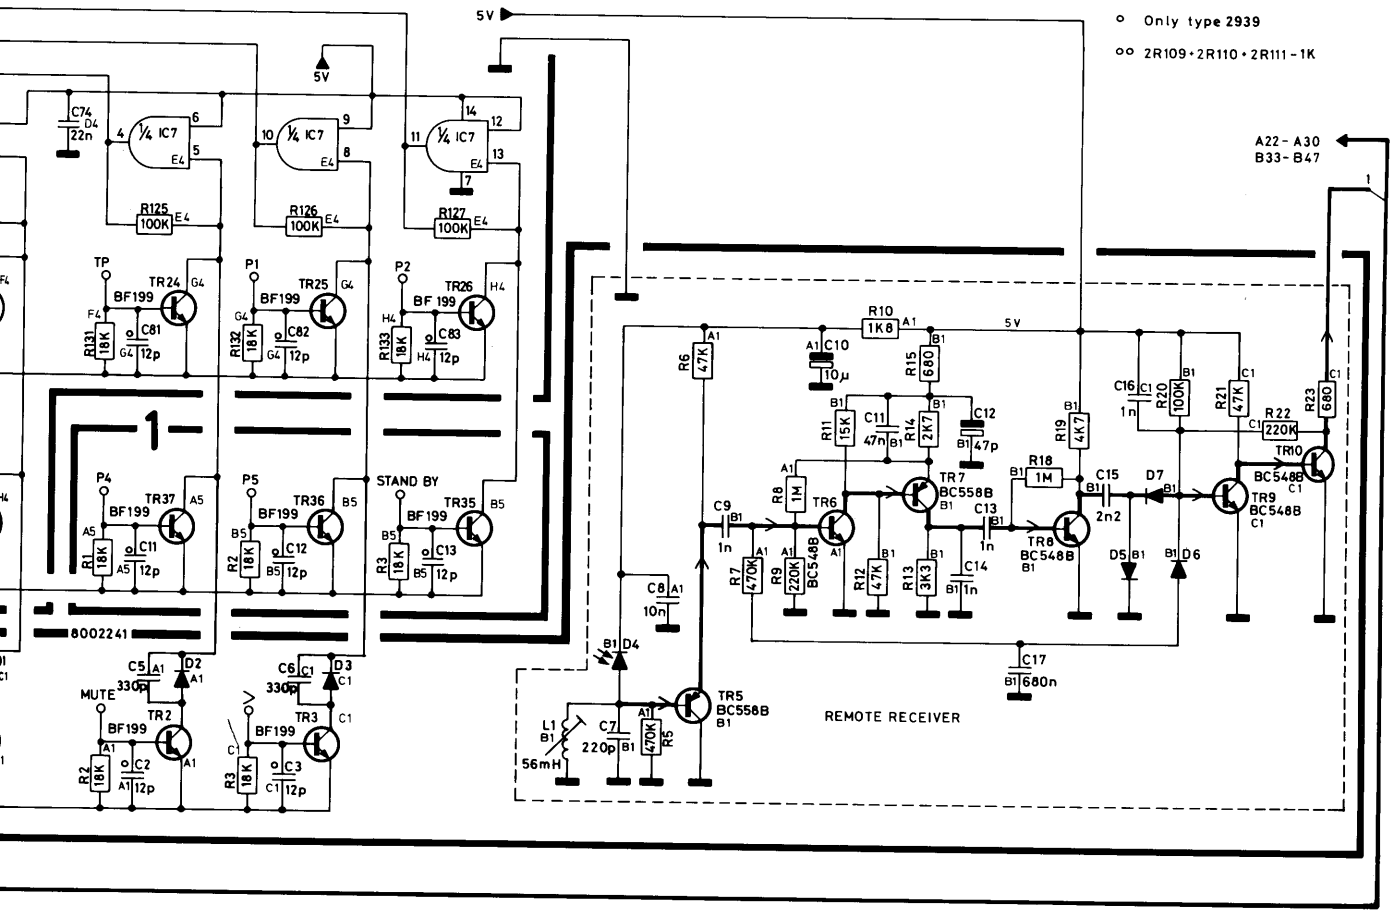 5V
○ Only type 2939
○○ 2R109+2R110+2R111-1K
5V
A22-A30
B33-B47
1
C74
D4
22n
4
1/4 IC7
6
5
E4
10
1/4 IC7
9
8
E4
11
1/4 IC7
14
12
13
E4
7
R125
100K
E4
R126
100K
E4
R127
100K
E4
F4
TP
TR24
G4
BF199
F4
R131
18K
C81
G4
12p
P1
TR25
G4
BF199
G4
R132
18K
C82
G4
12p
P2
TR26
H4
BF199
H4
R133
18K
C83
H4
12p
1
H4
P4
TR37
A5
BF199
A5
R1
18K
C11
A5
12p
P5
TR36
B5
BF199
B5
R2
18K
C12
B5
12p
STAND BY
TR35
B5
BF199
B5
R3
18K
C13
B5
12p
8002241
C1
C5
A1
330p
D2
A1
MUTE
TR2
BF199
A1
A1
R2
18K
C2
A1
12p
C6
C1
330p
D3
C1
>
TR3
C1
BF199
C1
R3
18K
C3
C1
12p
R6
47K
A1
A1
C10
10µ
R10
1K8
A1
5V
R15
680
B1
R11
15K
B1
C11
47n
B1
R14
2K7
B1
C12
B1
47p
R8
1M
A1
TR6
BC548B
A1
TR7
BC558B
B1
C9
B1
1n
R7
470K
A1
R9
220K
A1
R12
47K
B1
R13
3K3
B1
C14
B1
1n
C13
B1
1n
R18
B1
1M
R19
4K7
B1
TR8
BC548B
B1
C15
B1
2n2
D7
B1
D5
B1
B1
D6
C16
C1
1n
R20
100K
B1
R21
47K
C1
R22
C1
220K
R23
680
C1
TR10
BC548B
C1
TR9
BC548B
C1
C17
B1
680n
C8
A1
10n
B1
D4
L1
B1
56mH
C7
220p
B1
R5
470K
A1
TR5
BC558B
B1
REMOTE RECEIVER